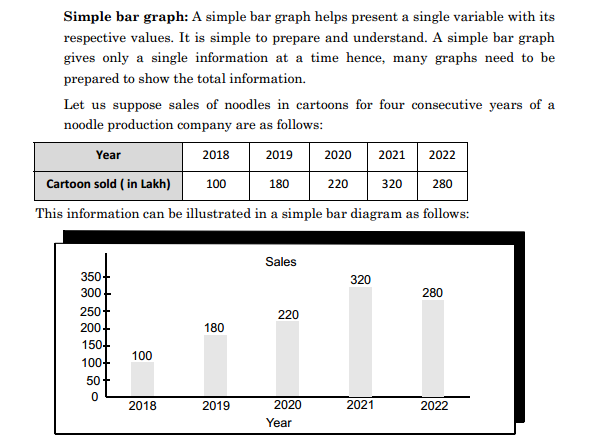 Simple bar graph: A simple bar graph helps present a single variable with its
respective values. It is simple to prepare and understand. A simple bar graph
gives only a single information at a time hence, many graphs need to be
prepared to show the total information.
Let us suppose sales of noodles in cartoons for four consecutive years of a
noodle production company are as follows:
Year 2018 2019 2020 2021 2022
Cartoon sold ( in Lakh) 100 180 220 320 280
This information can be illustrated in a simple bar diagram as follows:
Sales
350
300
250
200
150
100
50
0
100
180
220
320
280
2018 2019 2020 2021 2022
Year